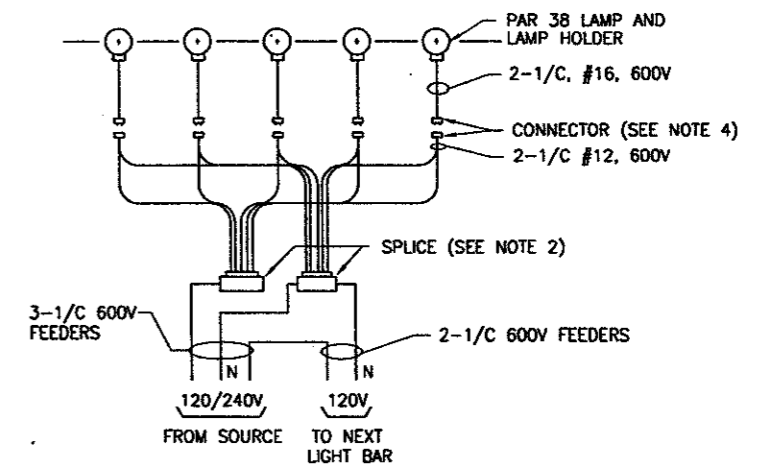 PAR 38 LAMP AND
LAMP HOLDER
2-1/C, #16, 600V
CONNECTOR (SEE NOTE 4)
2-1/C #12, 600V
SPLICE (SEE NOTE 2)
3-1/C 600V
FEEDERS
2-1/C 600V FEEDERS
N
N
120/240V
120V
FROM SOURCE
TO NEXT
LIGHT BAR